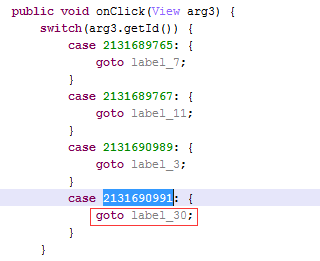 public void onClick(View arg3) {
    switch(arg3.getId()) {
        case 2131689765: {
            goto label_7;
        }
        case 2131689767: {
            goto label_11;
        }
        case 2131690989: {
            goto label_3;
        }
        case 2131690991: {
            goto label_30;
        }
    }